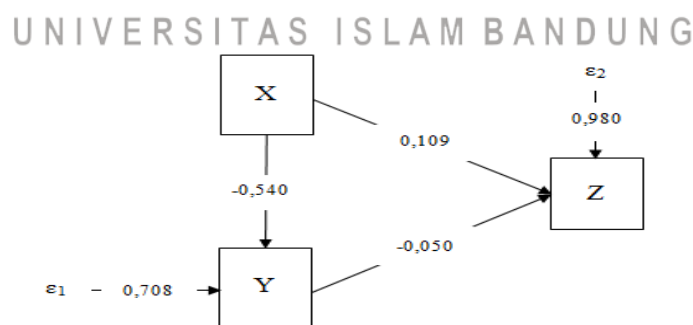 UNIVERSITAS ISLAM BANDUNG
X
ε2
0,980
0,109
Z
-0,540
-0,050
ε1 - 0,708
Y